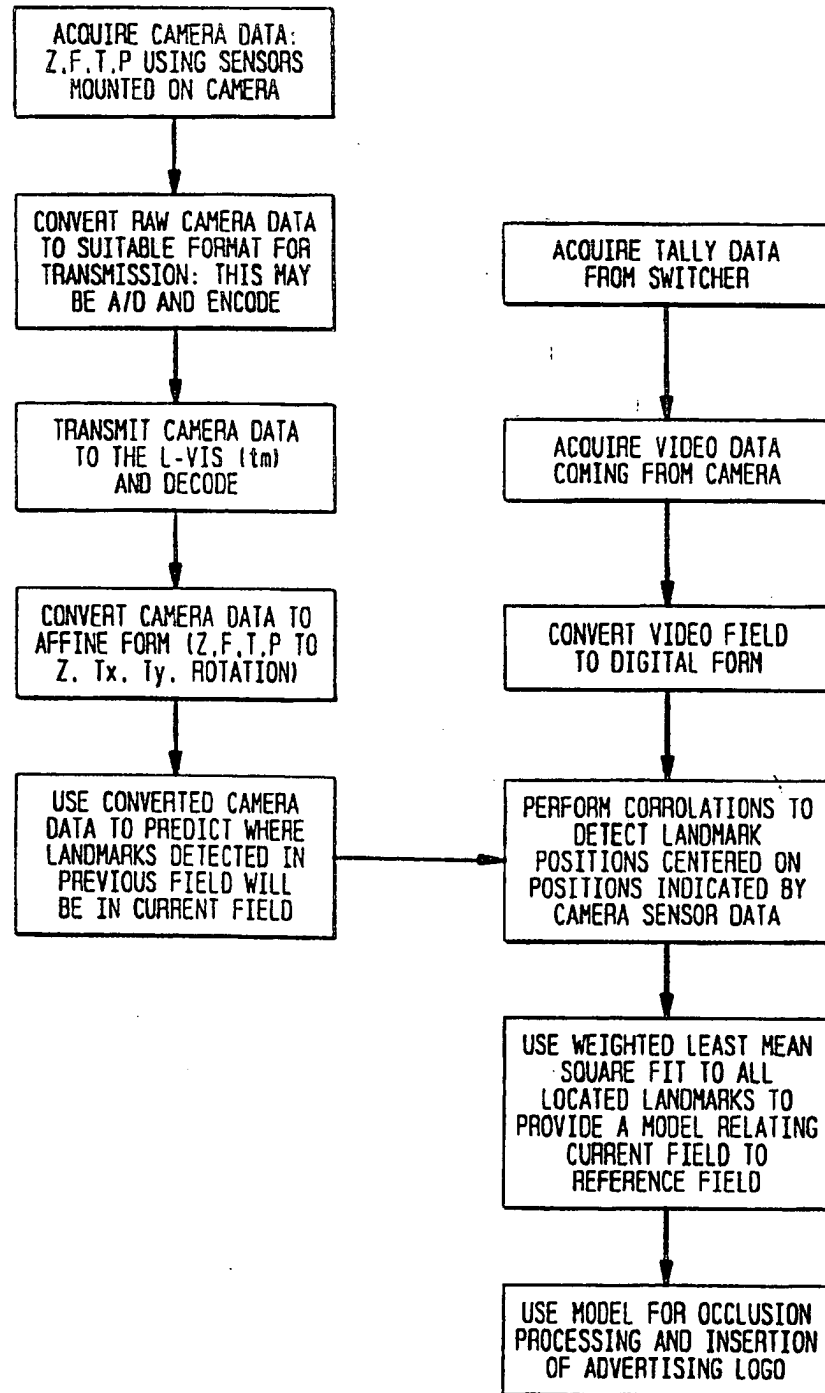 ACQUIRE CAMERA DATA:
Z,F,T,P USING SENSORS
MOUNTED ON CAMERA
CONVERT RAW CAMERA DATA
TO SUITABLE FORMAT FOR
TRANSMISSION: THIS MAY
BE A/D AND ENCODE
TRANSMIT CAMERA DATA
TO THE L-VIS (tm)
AND DECODE
CONVERT CAMERA DATA TO
AFFINE FORM (Z,F,T,P TO
Z, Tx, Ty, ROTATION)
USE CONVERTED CAMERA
DATA TO PREDICT WHERE
LANDMARKS DETECTED IN
PREVIOUS FIELD WILL
BE IN CURRENT FIELD
ACQUIRE TALLY DATA
FROM SWITCHER
ACQUIRE VIDEO DATA
COMING FROM CAMERA
CONVERT VIDEO FIELD
TO DIGITAL FORM
PERFORM CORROLATIONS TO
DETECT LANDMARK
POSITIONS CENTERED ON
POSITIONS INDICATED BY
CAMERA SENSOR DATA
USE WEIGHTED LEAST MEAN
SQUARE FIT TO ALL
LOCATED LANDMARKS TO
PROVIDE A MODEL RELATING
CURRENT FIELD TO
REFERENCE FIELD
USE MODEL FOR OCCLUSION
PROCESSING AND INSERTION
OF ADVERTISING LOGO